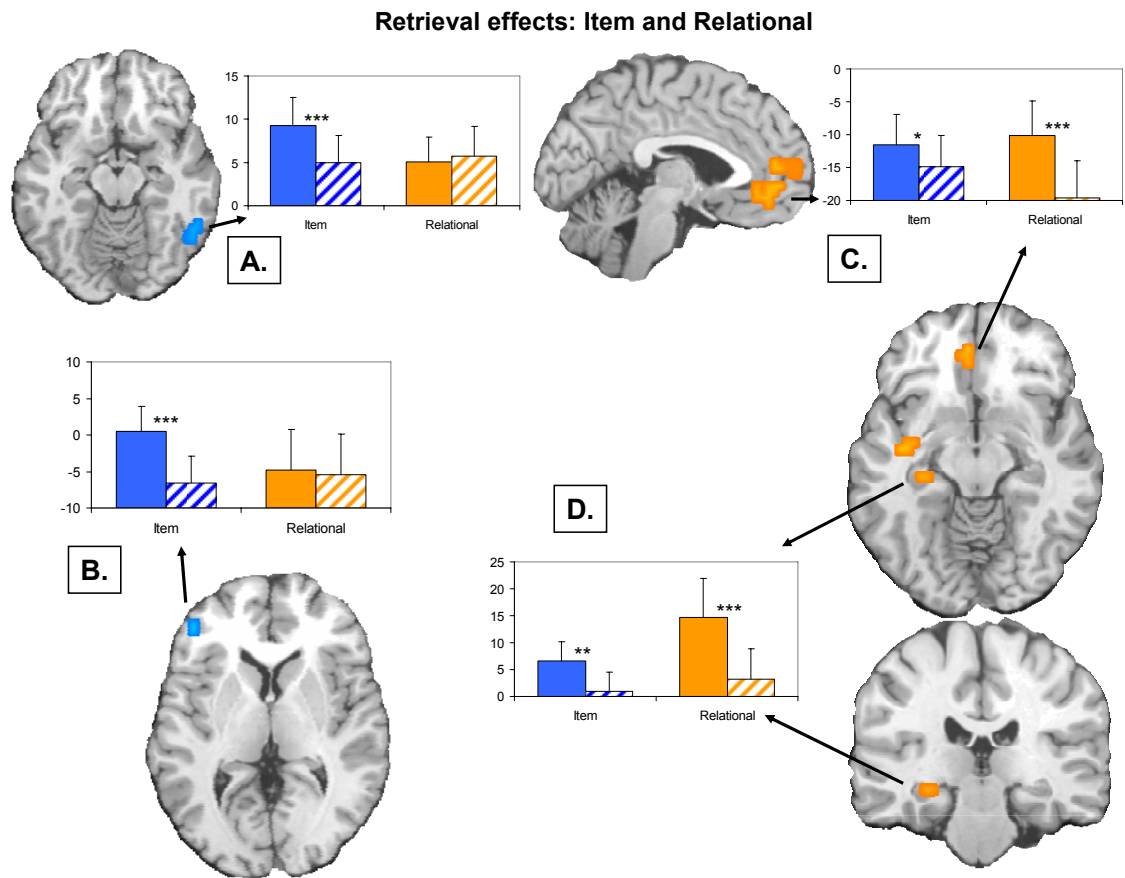 Retrieval effects: Item and Relational
15
10
5
0
***
Item
Relational
A.
0
-5
-10
-15
-20
*
***
Item
Relational
C.
10
5
0
-5
-10
***
Item
Relational
B.
D.
25
20
15
10
5
0
**
***
Item
Relational